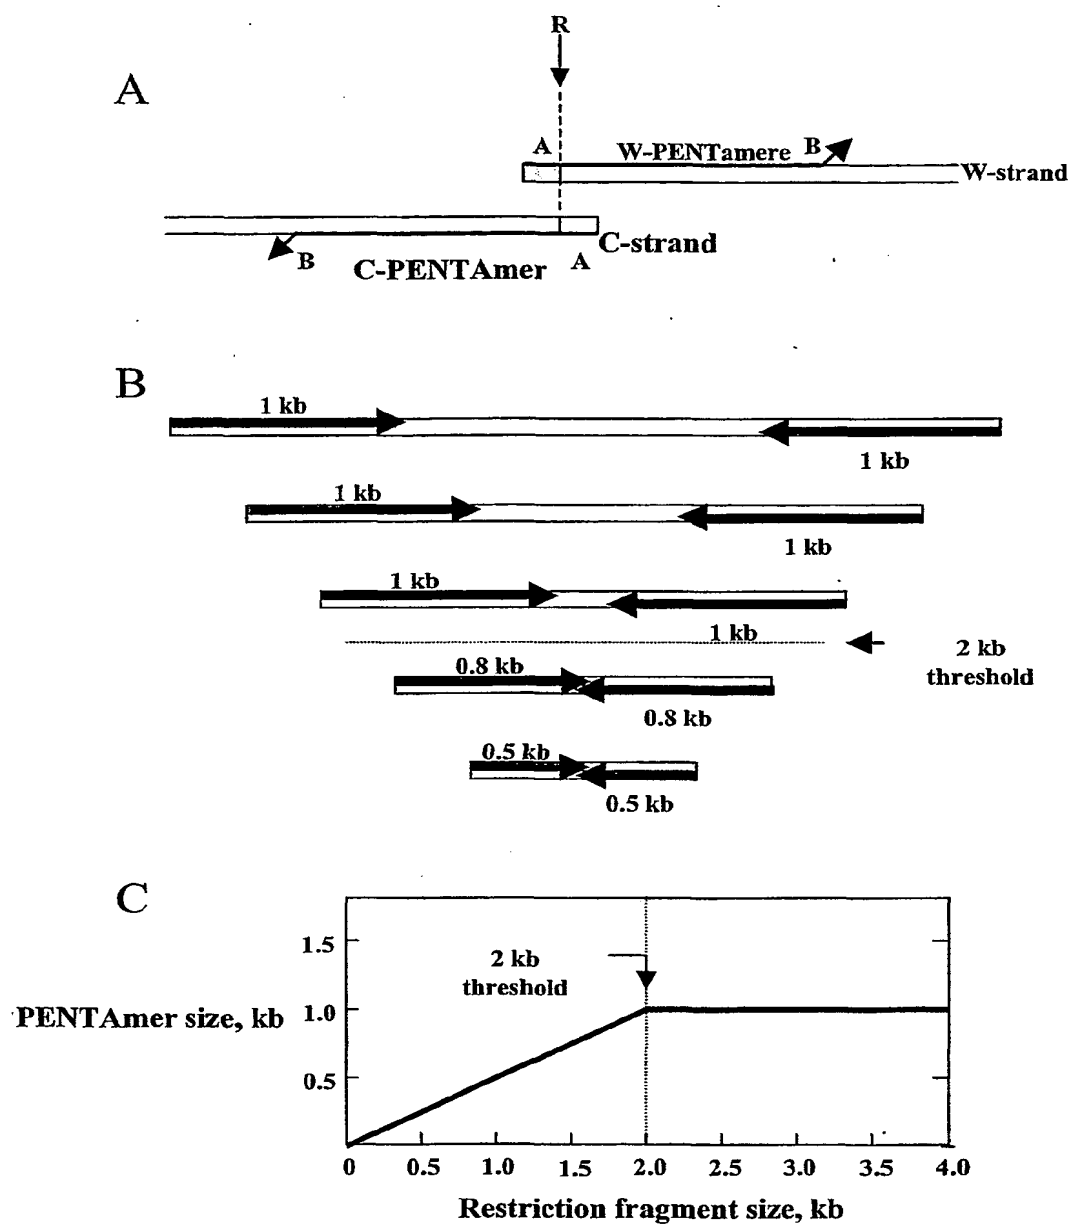 R
A
A W-PENTamere B
W-strand
C-strand
B C-PENTAmer A
B
1 kb
1 kb
1 kb
1 kb
1 kb
1 kb
2 kb
threshold
0.8 kb
0.8 kb
0.5 kb
0.5 kb
C
2 kb
threshold
PENTAmer size, kb
1.5
1.0
0.5
0 0.5 1.0 1.5 2.0 2.5 3.0 3.5 4.0
Restriction fragment size, kb